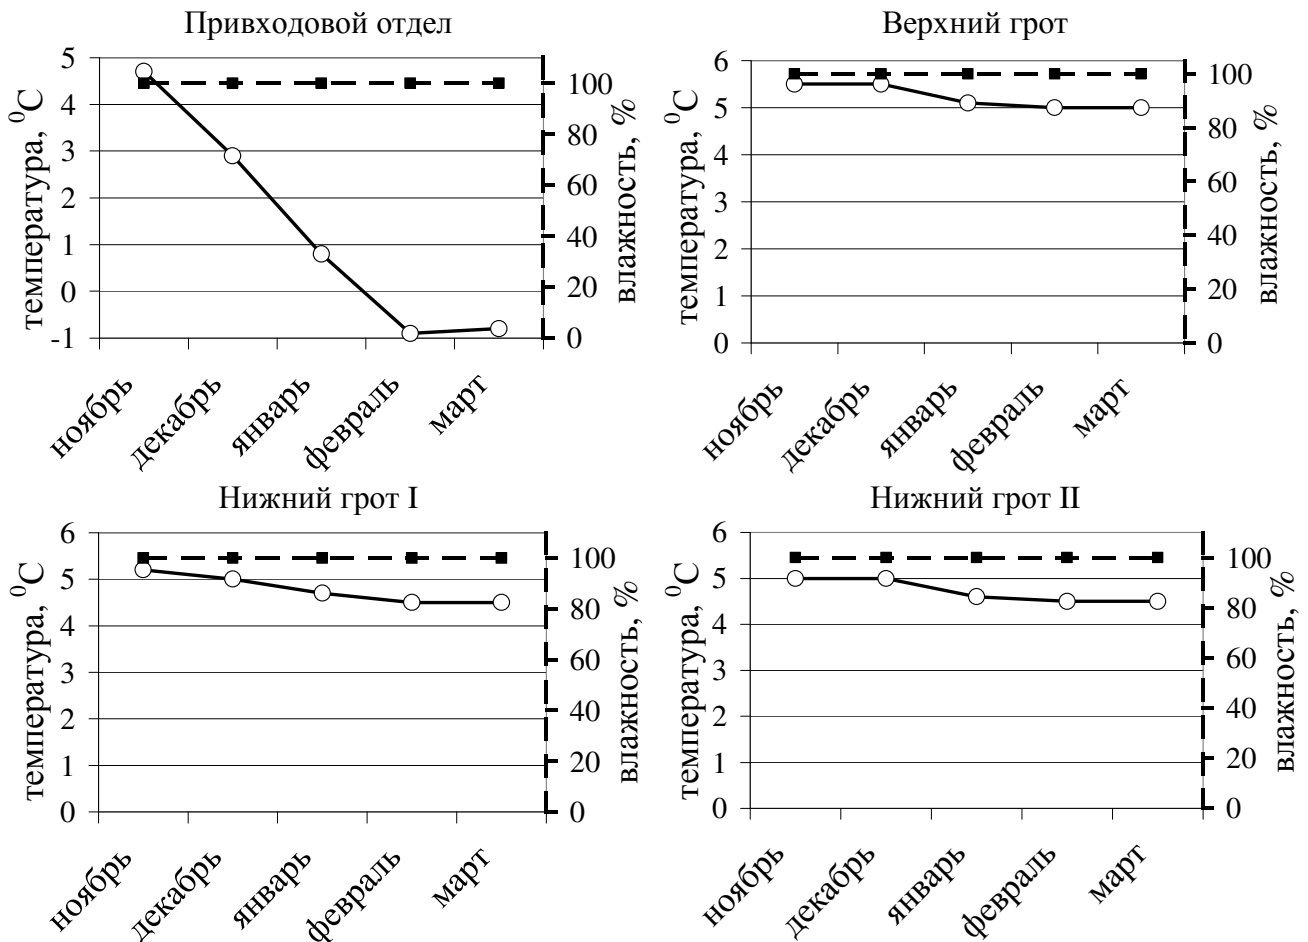 Привходовой отдел
5
4
3
2
1
0
-1
температура, ⁰С
100
80
60
40
20
0
влажность, %
ноябрь
декабрь
январь
февраль
март
Верхний грот
6
5
4
3
2
1
0
температура, ⁰С
100
80
60
40
20
0
влажность, %
ноябрь
декабрь
январь
февраль
март
Нижний грот I
6
5
4
3
2
1
0
температура, ⁰С
100
80
60
40
20
0
влажность, %
ноябрь
декабрь
январь
февраль
март
Нижний грот II
6
5
4
3
2
1
0
температура, ⁰С
100
80
60
40
20
0
влажность, %
ноябрь
декабрь
январь
февраль
март